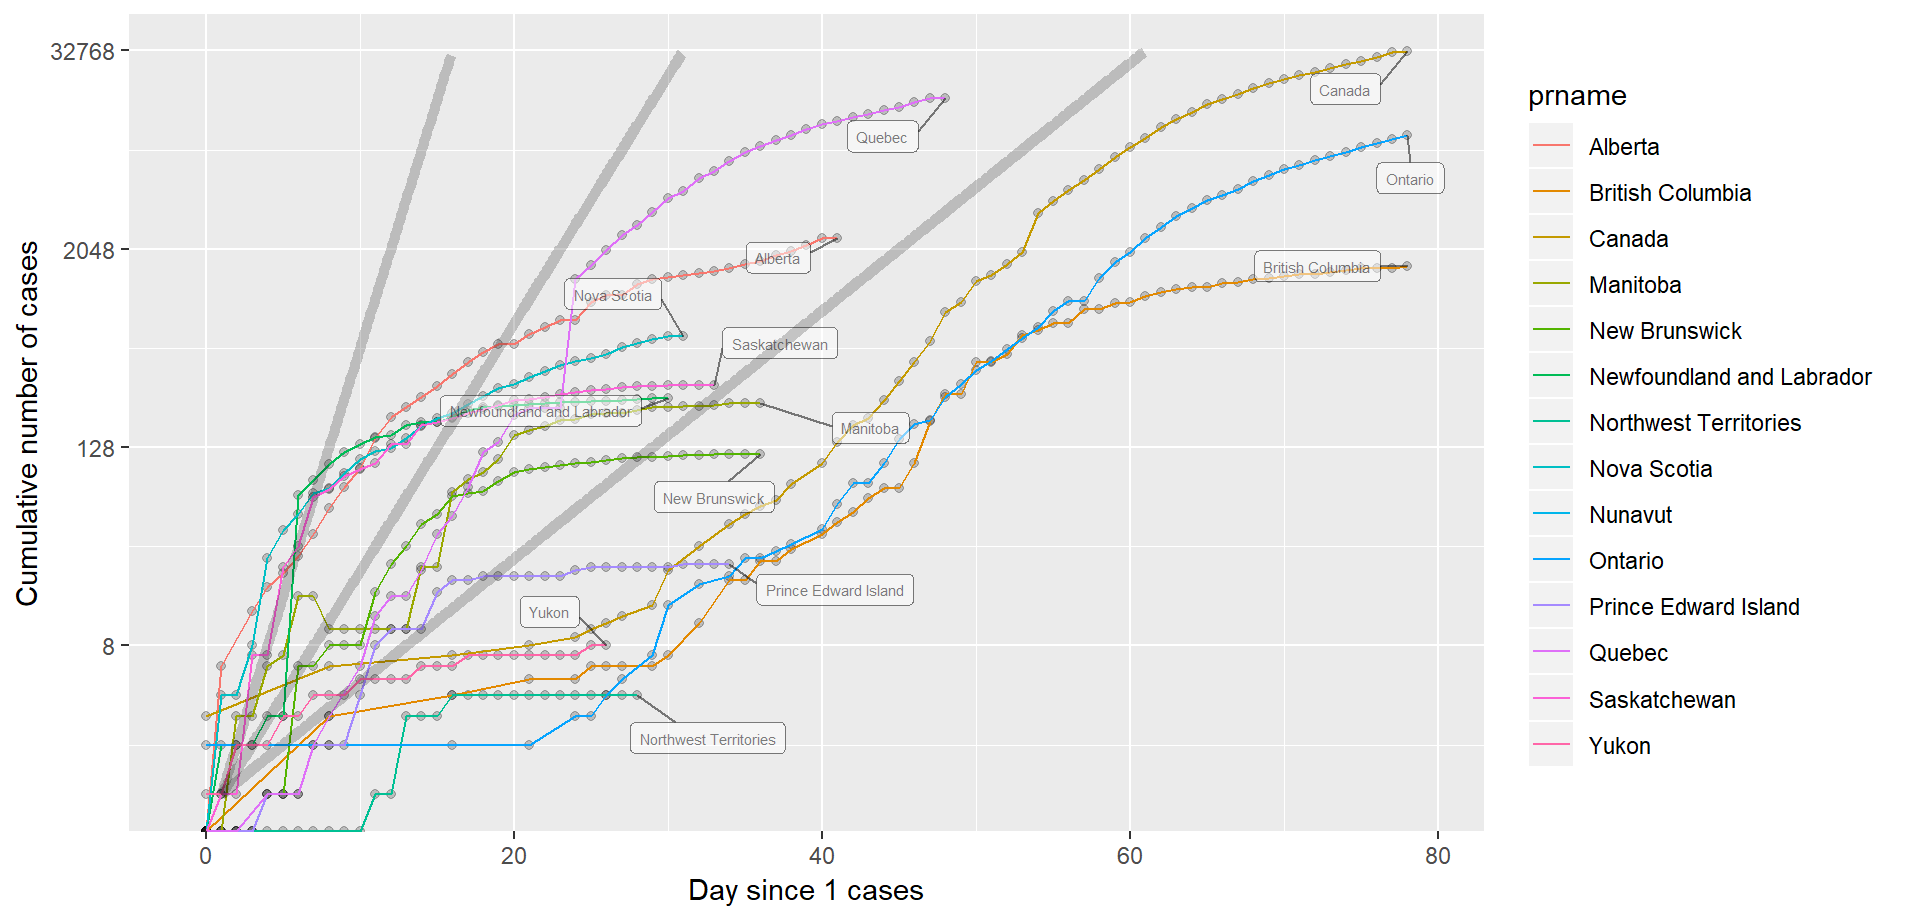 32768
2048
128
8
Cumulative number of cases
0
20
40
60
80
Day since 1 cases
Canada
Quebec
Ontario
Alberta
British Columbia
Nova Scotia
Saskatchewan
Newfoundland and Labrador
Manitoba
New Brunswick
Prince Edward Island
Yukon
Northwest Territories
prname
Alberta
British Columbia
Canada
Manitoba
New Brunswick
Newfoundland and Labrador
Northwest Territories
Nova Scotia
Nunavut
Ontario
Prince Edward Island
Quebec
Saskatchewan
Yukon